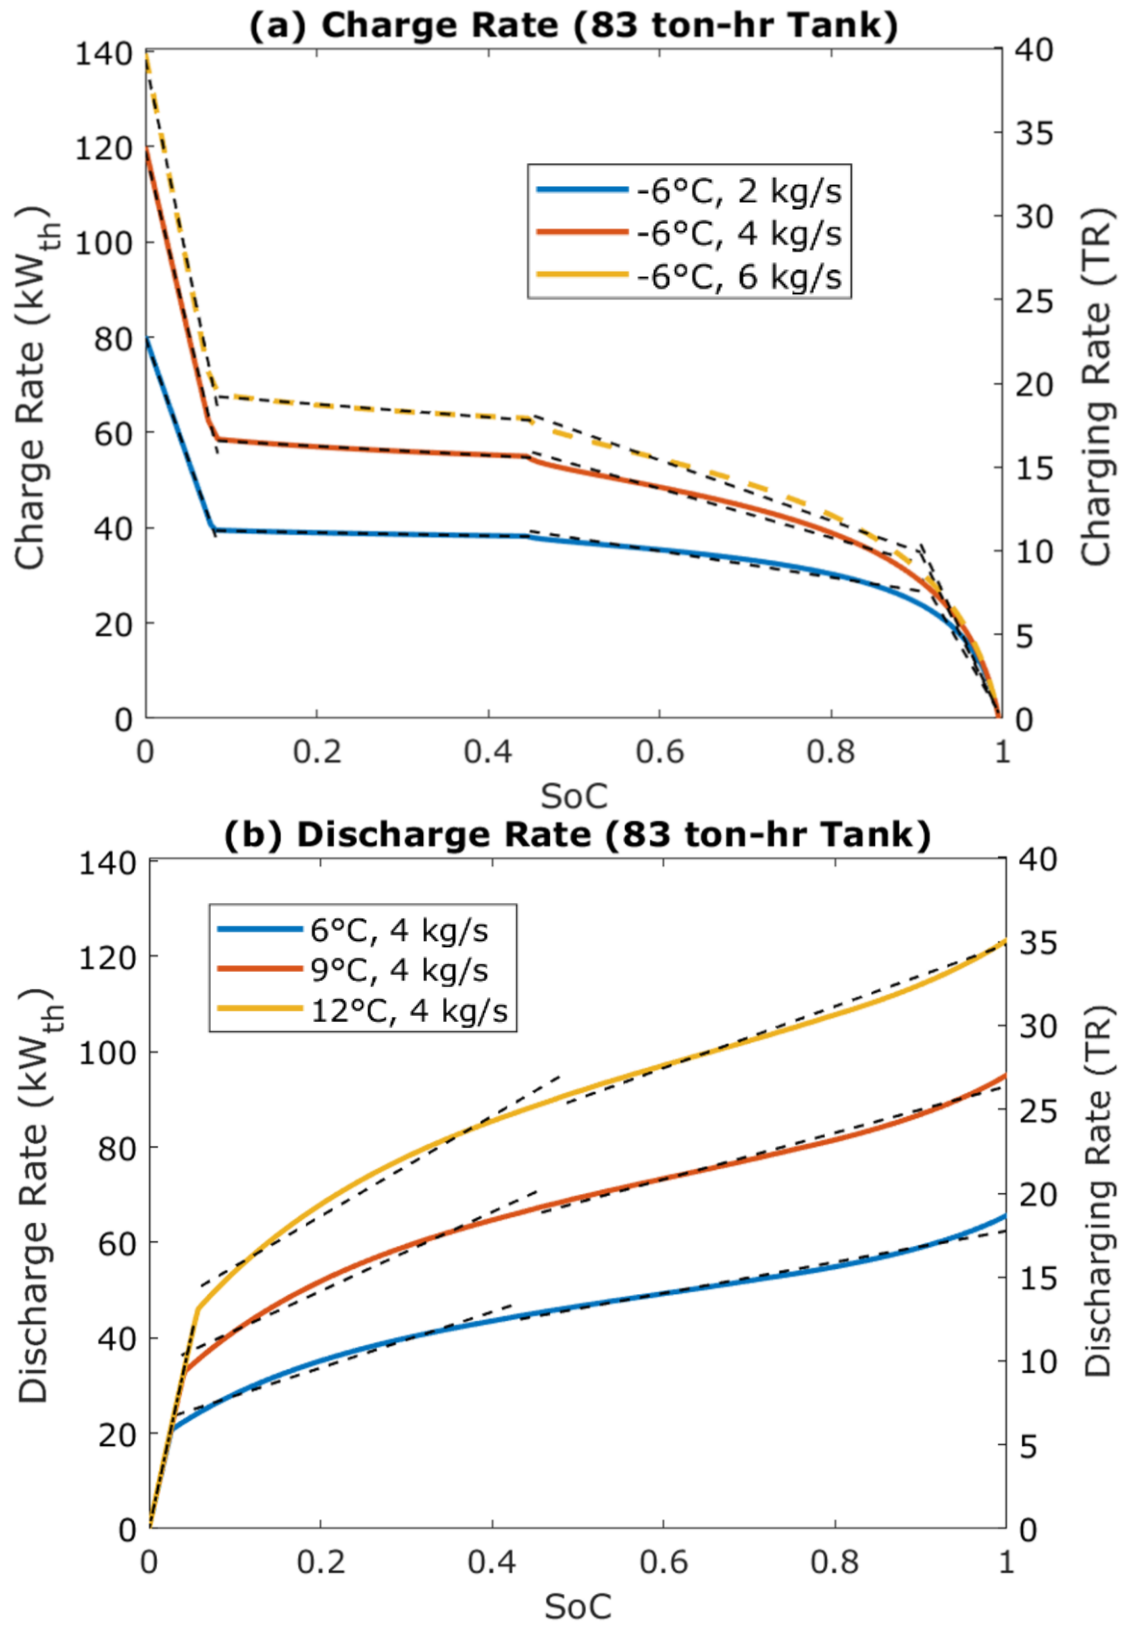 (a) Charge Rate (83 ton-hr Tank)
140
120
100
80
60
40
20
0
Charge Rate (kWth)
40
35
30
25
20
15
10
5
0
Charging Rate (TR)
-6°C, 2 kg/s
-6°C, 4 kg/s
-6°C, 6 kg/s
0 0.2 0.4 0.6 0.8 1
SoC
(b) Discharge Rate (83 ton-hr Tank)
140
120
100
80
60
40
20
0
Discharge Rate (kWth)
40
35
30
25
20
15
10
5
0
Discharging Rate (TR)
6°C, 4 kg/s
9°C, 4 kg/s
12°C, 4 kg/s
0 0.2 0.4 0.6 0.8 1
SoC